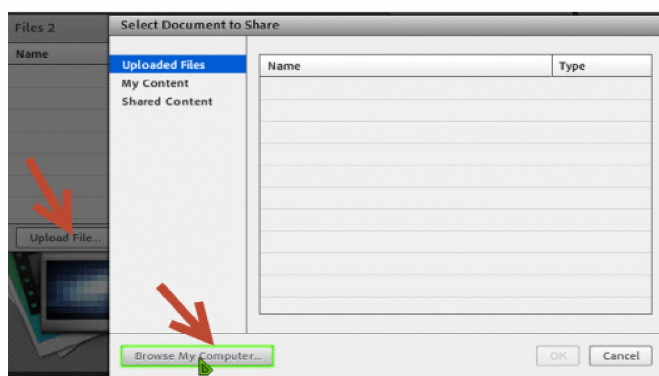 Files 2
Name
Upload File...
Select Document to Share
Uploaded Files
My Content
Shared Content
Name Type
Browse My Computer...
OK Cancel